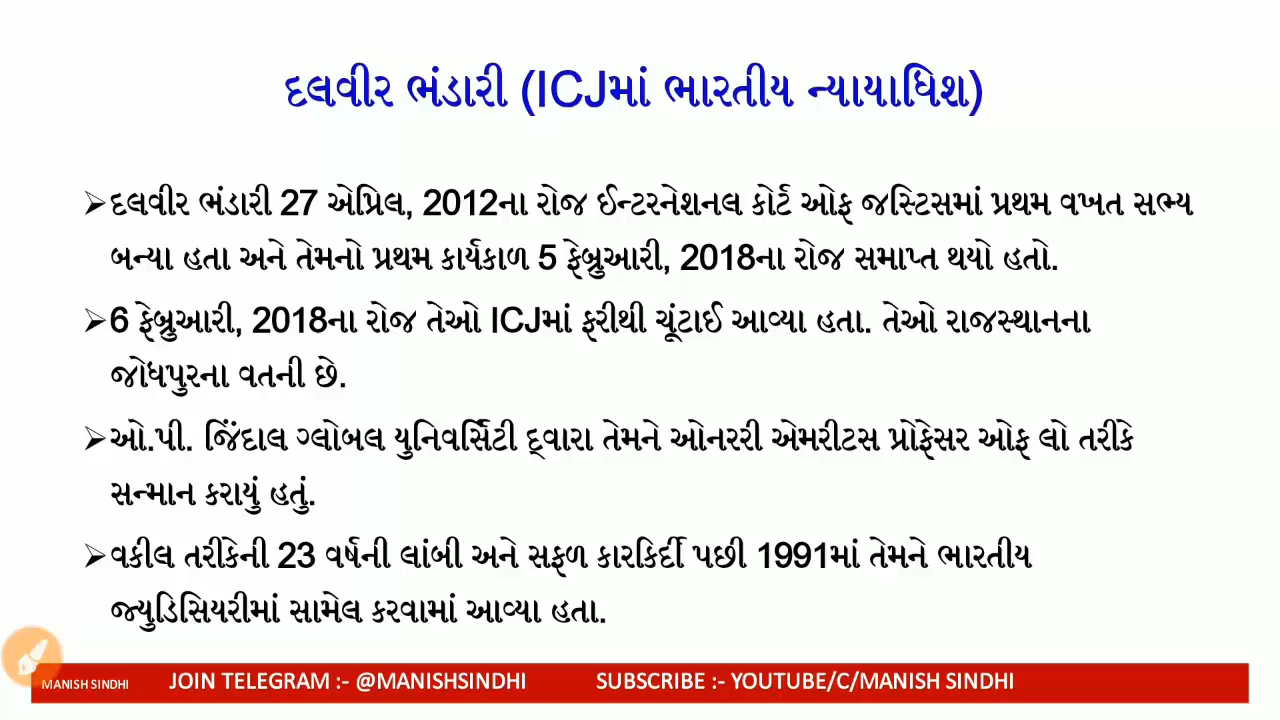 દલવીર ભંડારી (ICJમાં ભારતીય ન્યાયાધિશ)
➢દલવીર ભંડારી 27 એપ્રિલ, 2012ના રોજ ઈન્ટરનેશનલ કોર્ટ ઓફ જસ્ટિસમાં પ્રથમ વખત સભ્ય
બન્યા હતા અને તેમનો પ્રથમ કાર્યકાળ 5 ફેબ્રુઆરી, 2018ના રોજ સમાપ્ત થયો હતો.
➢6 ફેબ્રુઆરી, 2018ના રોજ તેઓ ICJમાં ફરીથી ચૂંટાઈ આવ્યા હતા. તેઓ રાજસ્થાનના
જોધપુરના વતની છે.
➢ઓ.પી. જિંદાલ ગ્લોબલ યુનિવર્સિટી દ્વારા તેમને ઓનરરી એમરીટસ પ્રોફેસર ઓફ લો તરીકે
સન્માન કરાયું હતું.
➢વકીલ તરીકેની 23 વર્ષની લાંબી અને સફળ કારકિર્દી પછી 1991માં તેમને ભારતીય
જ્યુડિસિયરીમાં સામેલ કરવામાં આવ્યા હતા.
MANISH SINDHI JOIN TELEGRAM :- @MANISHSINDHI SUBSCRIBE :- YOUTUBE/C/MANISH SINDHI